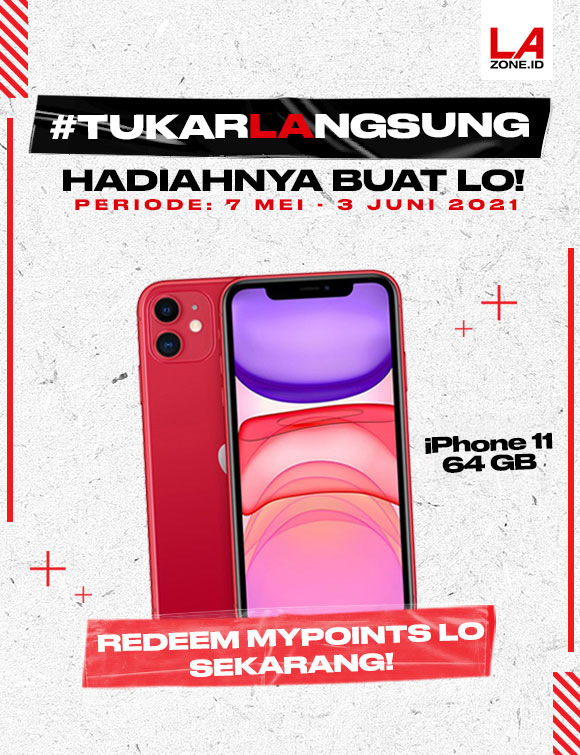 LA
ZONE.ID
#TUKARLANGSUNG
HADIAHNYA BUAT LO!
PERIODE: 7 MEI - 3 JUNI 2021
iPhone 11
64 GB
REDEEM MYPOINTS LO
SEKARANG!